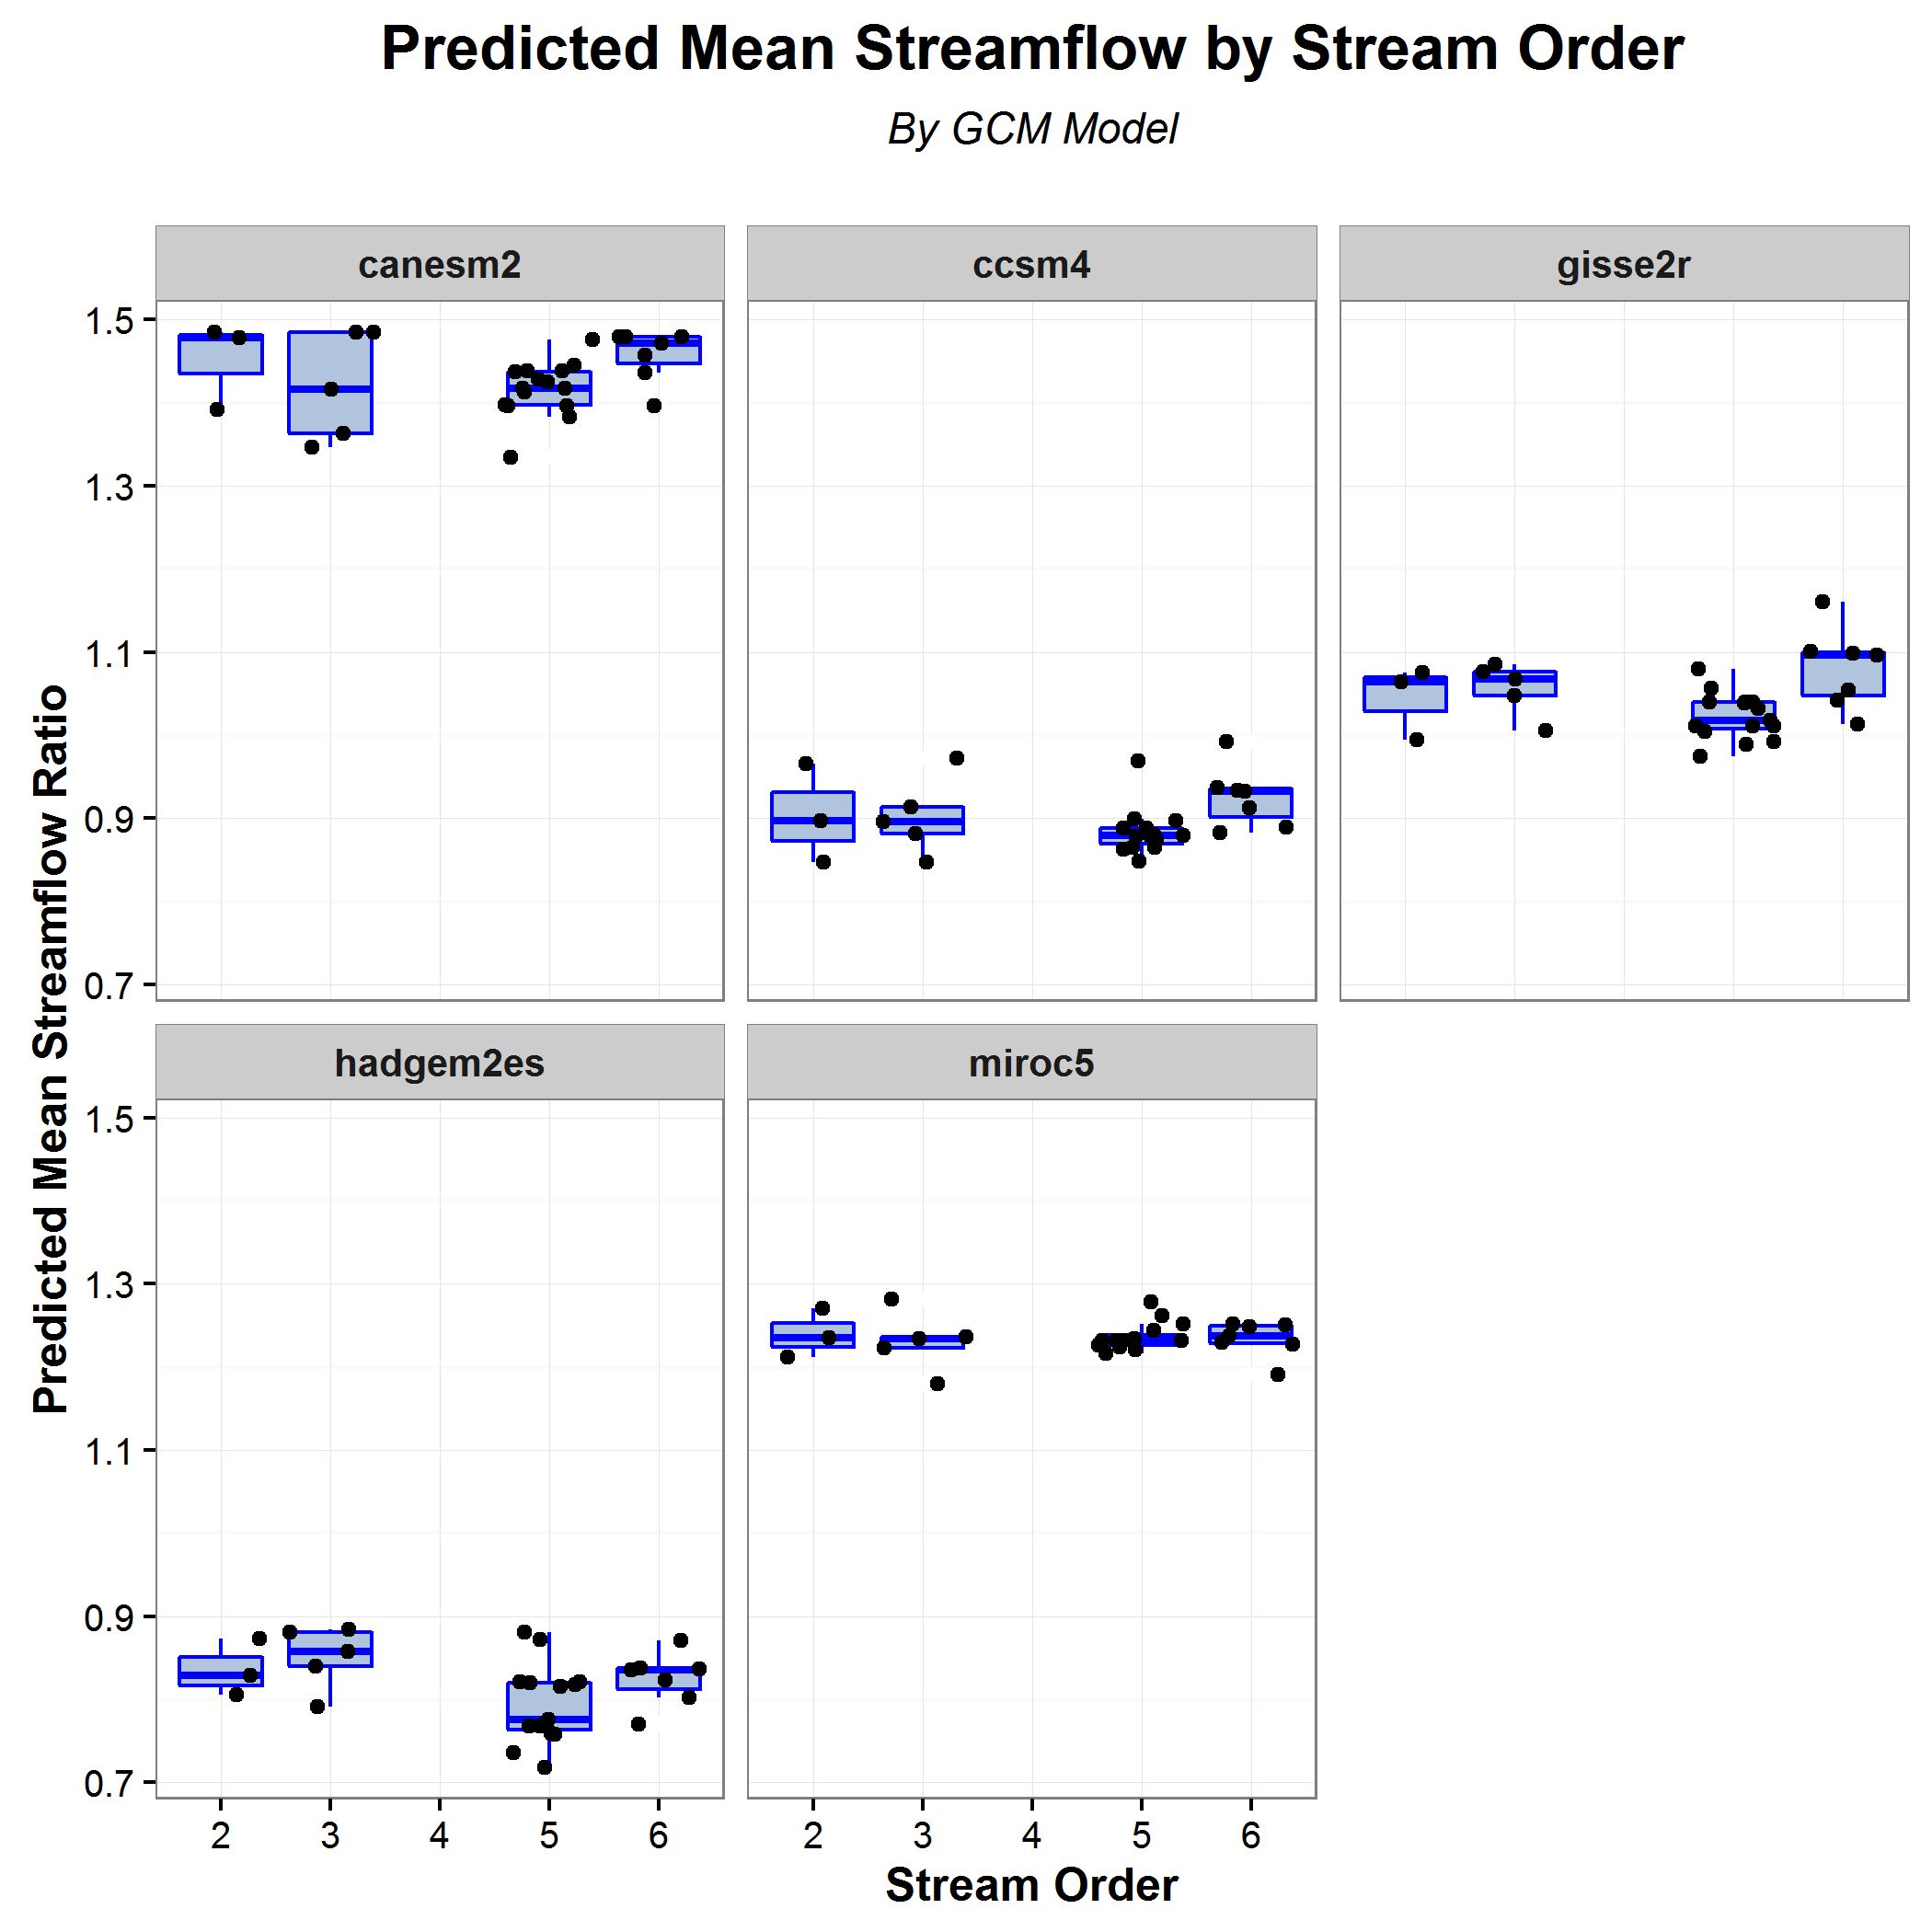 Predicted Mean Streamflow by Stream Order
By GCM Model
canesm2
ccsm4
gisse2r
1.5
1.3
1.1
0.9
0.7
Predicted Mean Streamflow Ratio
hadgem2es
miroc5
1.5
1.3
1.1
0.9
0.7
2 3 4 5 6
2 3 4 5 6
Stream Order